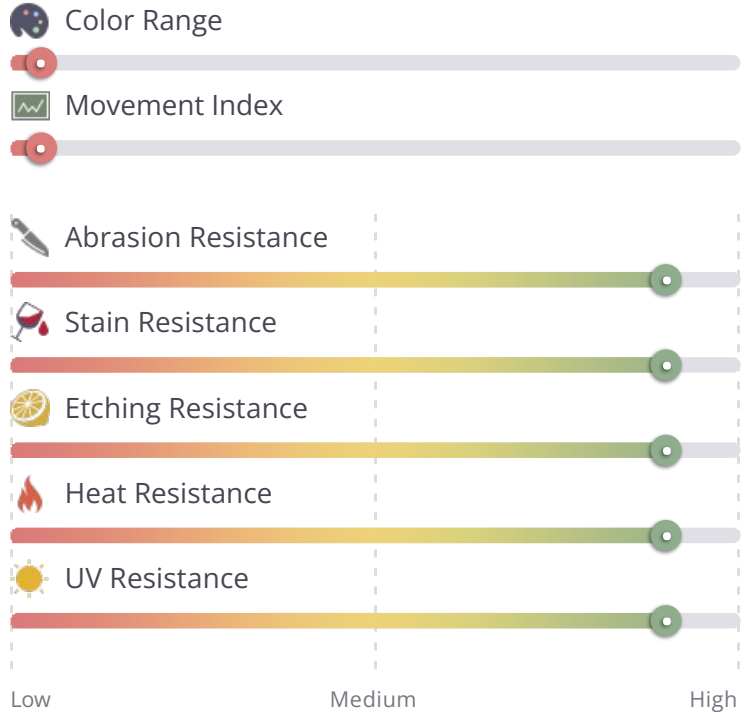 Color Range
Movement Index
Abrasion Resistance
Stain Resistance
Etching Resistance
Heat Resistance
UV Resistance
Low Medium High